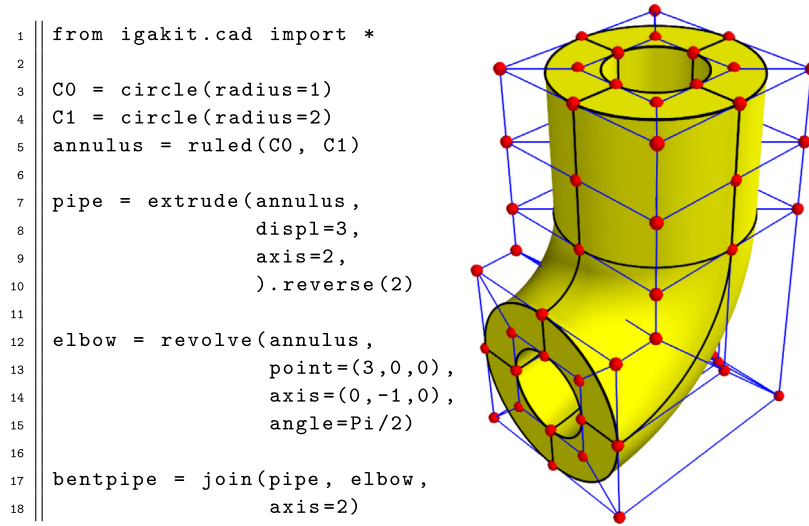 1 from igakit.cad import *
2
3 C0 = circle(radius=1)
4 C1 = circle(radius=2)
5 annulus = ruled(C0, C1)
6
7 pipe = extrude(annulus,
8 displ=3,
9 axis=2,
10 ).reverse(2)
11
12 elbow = revolve(annulus,
13 point=(3,0,0),
14 axis=(0,-1,0),
15 angle=Pi/2)
16
17 bentpipe = join(pipe, elbow,
18 axis=2)